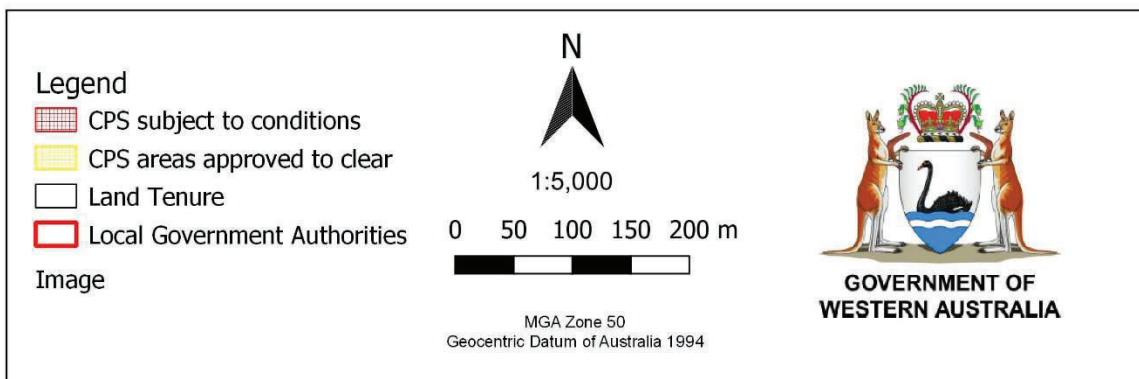 Legend
CPS subject to conditions
CPS areas approved to clear
Land Tenure
Local Government Authorities
Image
N
1:5,000
0 50 100 150 200 m
MGA Zone 50
Geocentric Datum of Australia 1994
GOVERNMENT OF
WESTERN AUSTRALIA